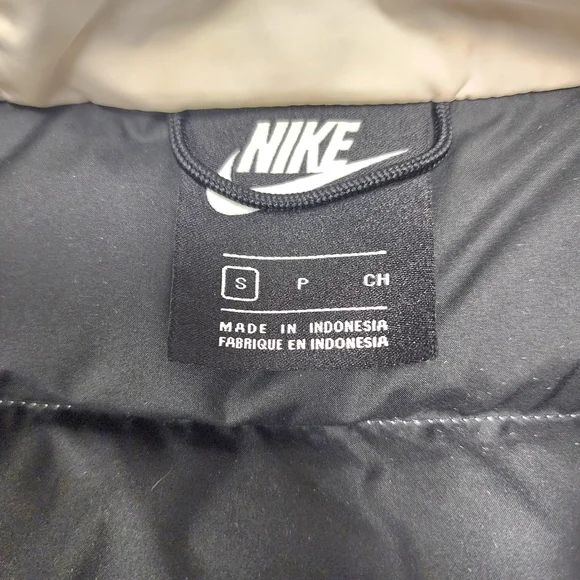 NIKE
S P CH
MADE IN INDONESIA
FABRIQUE EN INDONESIA